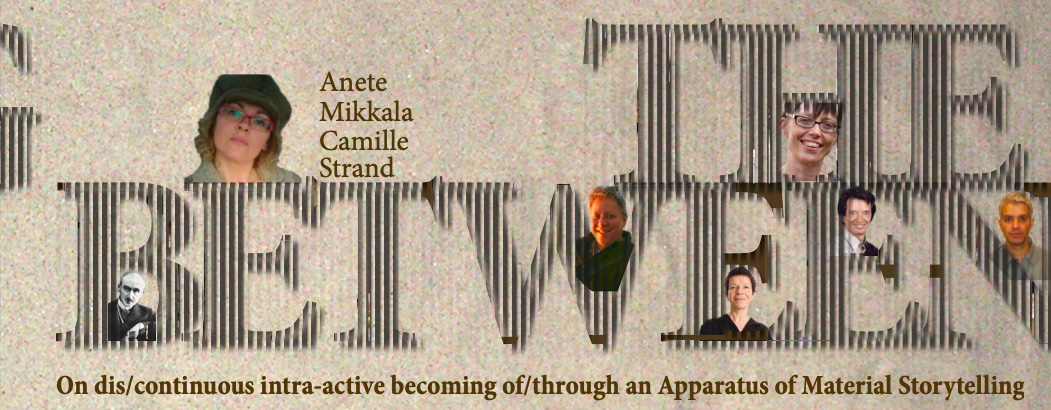 G
THE
Anete
Mikkala
Camille
Strand
BETWEEN
On dis/continuous intra-active becoming of/through an Apparatus of Material Storytelling